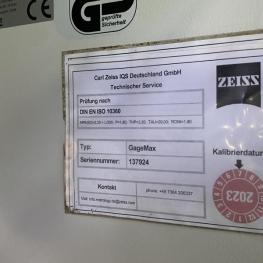 CE
GS
geprüfte
Sicherheit
Carl Zeiss IQS Deutschland GmbH
Technischer Service
ZEISS
Prüfung nach
DIN EN ISO 10360
Typ: GageMax
Seriennummer: 137924
Kalibrierdatum
2023
Kontakt